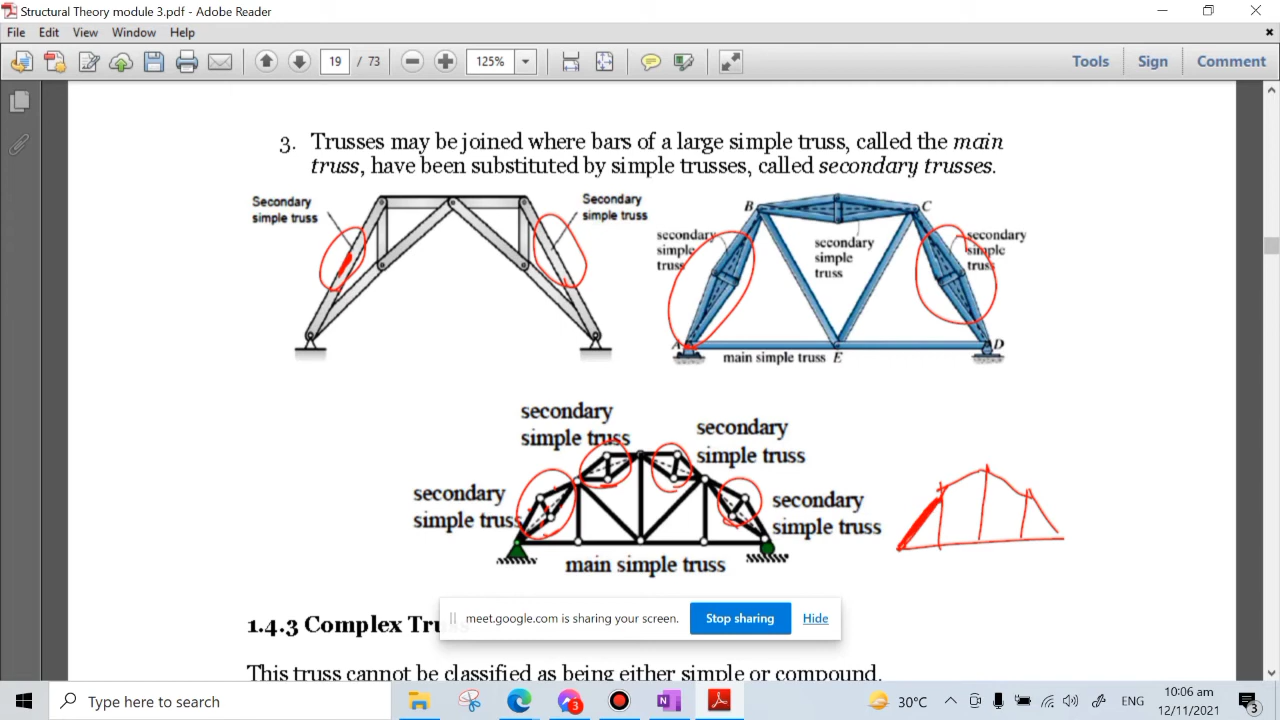 Structural Theory module 3.pdf - Adobe Reader
File Edit View Window Help
19 / 73
125%
Tools Sign Comment
3. Trusses may be joined where bars of a large simple truss, called the main
truss, have been substituted by simple trusses, called secondary trusses.
Secondary
simple truss
Secondary
simple truss
B
C
secondary
simple
truss
secondary
simple
truss
secondary
simple
truss
A
D
main simple truss E
secondary
simple truss
secondary
simple truss
secondary
simple truss
secondary
simple truss
main simple truss
meet.google.com is sharing your screen. Stop sharing Hide
1.4.3 Complex Truss
This truss cannot be classified as being either simple or compound.
Type here to search
3
30°C
ENG
10:06 am
12/11/2021
3